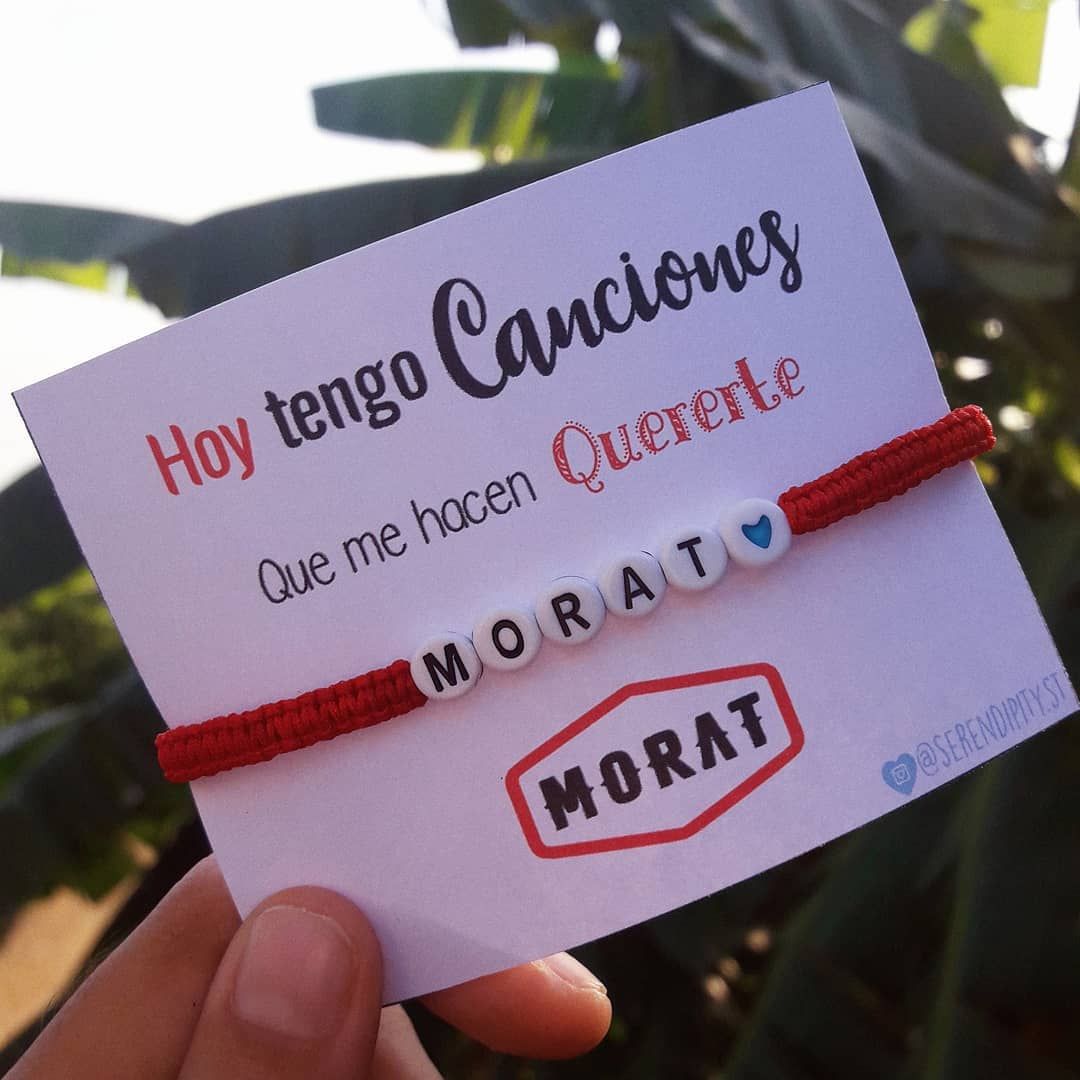 Hoy tengo Canciones
Que me hacen Quererte
MORAT
MORAT
@SERENDIPITY.ST